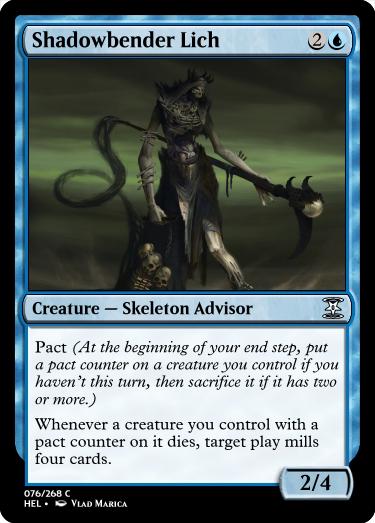 Shadowbender Lich 2
Creature — Skeleton Advisor
Pact (At the beginning of your end step, put
a pact counter on a creature you control if you
haven't this turn, then sacrifice it if it has two
or more.)
Whenever a creature you control with a
pact counter on it dies, target play mills
four cards.
2/4
076/268 C
HEL • Vlad Marica